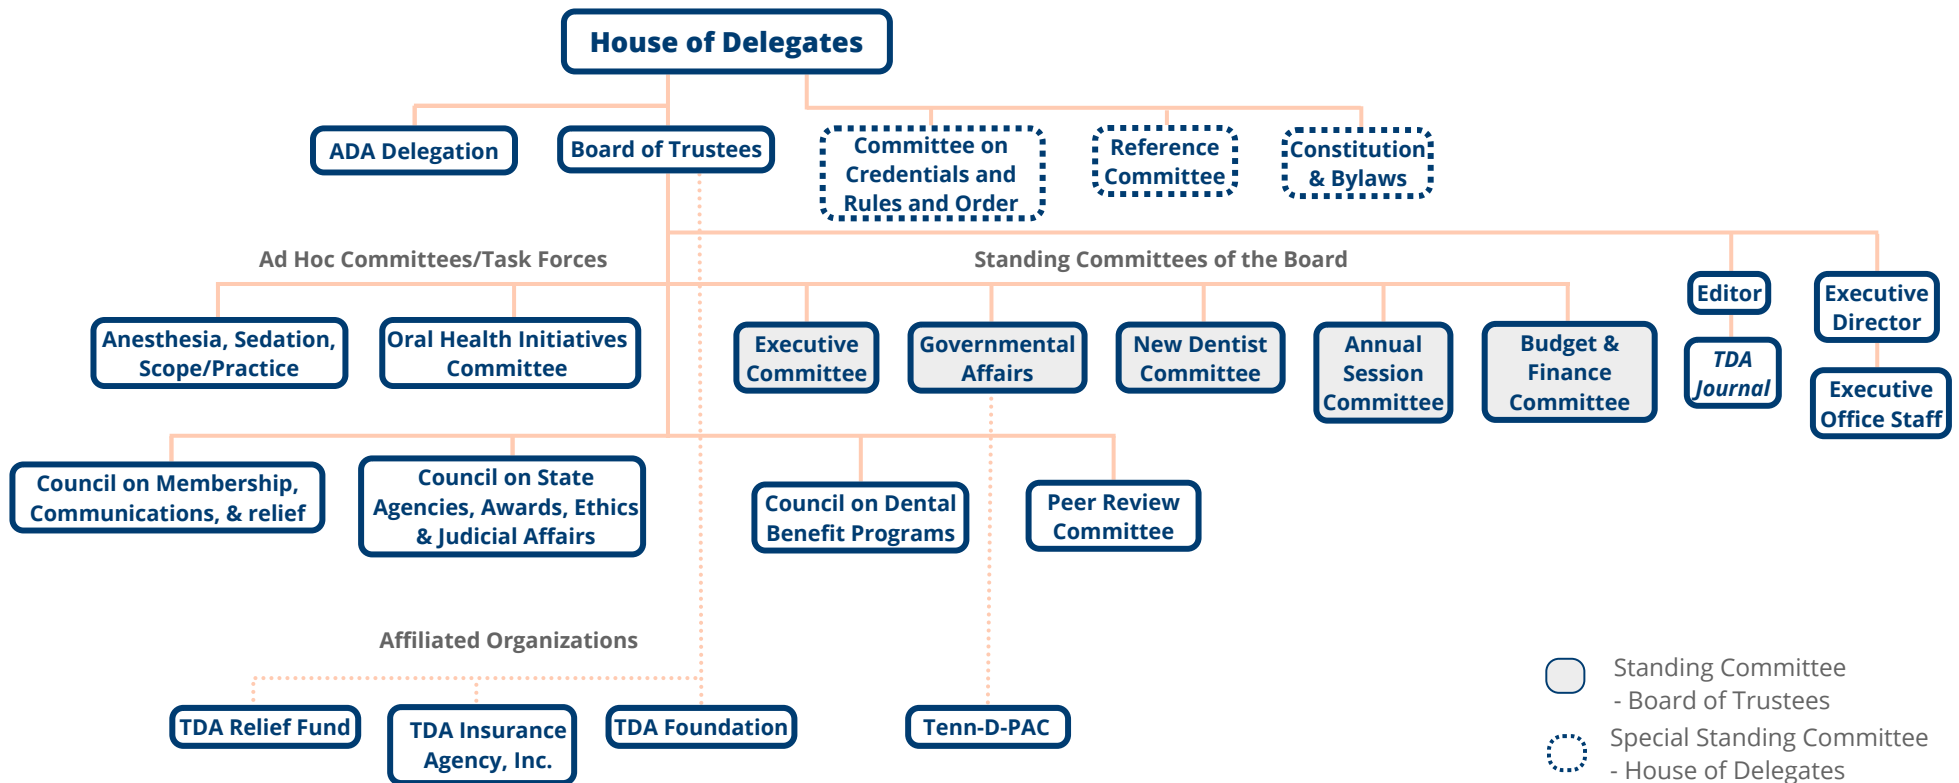 House of Delegates
ADA Delegation
Board of Trustees
Committee on
Credentials and
Rules and Order
Reference
Committee
Constitution
& Bylaws
Ad Hoc Committees/Task Forces
Standing Committees of the Board
Anesthesia, Sedation,
Scope/Practice
Oral Health Initiatives
Committee
Executive
Committee
Governmental
Affairs
New Dentist
Committee
Annual
Session
Committee
Budget &
Finance
Committee
Editor
TDA
Journal
Executive
Director
Executive
Office Staff
Council on Membership,
Communications, & relief
Council on State
Agencies, Awards, Ethics
& Judicial Affairs
Council on Dental
Benefit Programs
Peer Review
Committee
Affiliated Organizations
TDA Relief Fund
TDA Insurance
Agency, Inc.
TDA Foundation
Tenn-D-PAC
Standing Committee
- Board of Trustees
Special Standing Committee
- House of Delegates